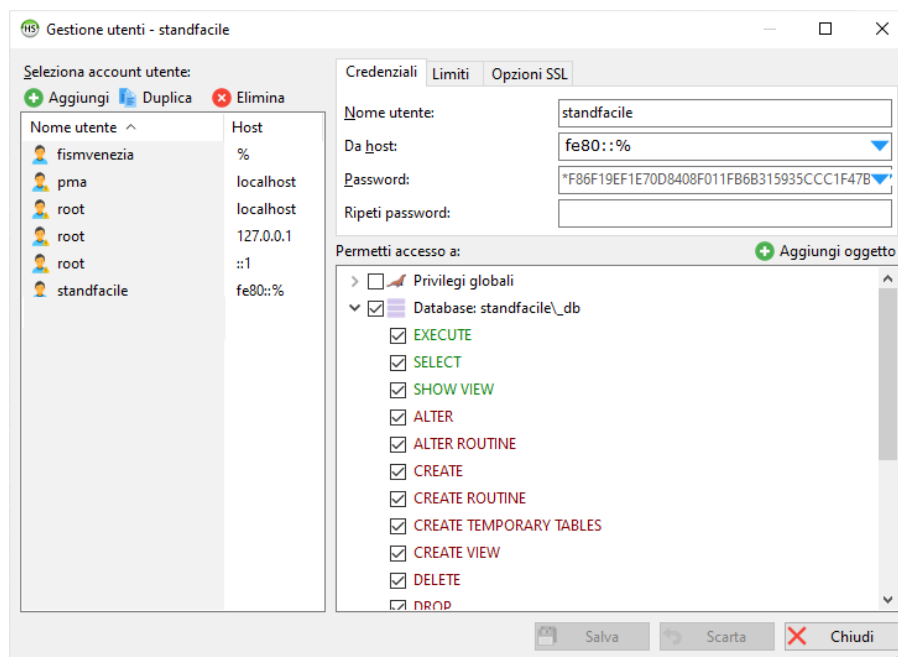 HS Gestione utenti - standfacile
Seleziona account utente:
Aggiungi Duplica Elimina
Nome utente Host
fismvenezia %
pma localhost
root localhost
root 127.0.0.1
root ::1
standfacile fe80::%
Credenziali Limiti Opzioni SSL
Nome utente: standfacile
Da host: fe80::%
Password: *F86F19EF1E70D8408F011FB6B315935CCC1F47B
Ripeti password:
Permetti accesso a: Aggiungi oggetto
Privilegi globali
Database: standfacile\_db
EXECUTE
SELECT
SHOW VIEW
ALTER
ALTER ROUTINE
CREATE
CREATE ROUTINE
CREATE TEMPORARY TABLES
CREATE VIEW
DELETE
DROP
Salva Scarta Chiudi